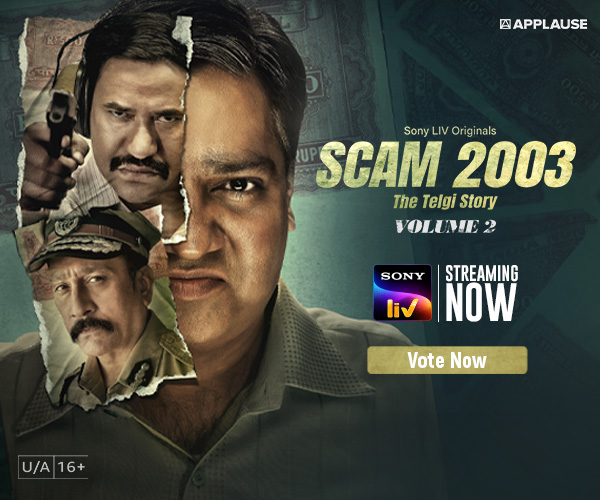 APPLAUSE
Sony LIV Originals
SCAM 2003
The Telgi Story
VOLUME 2
SONY
liv
STREAMING
NOW
Vote Now
U/A 16+